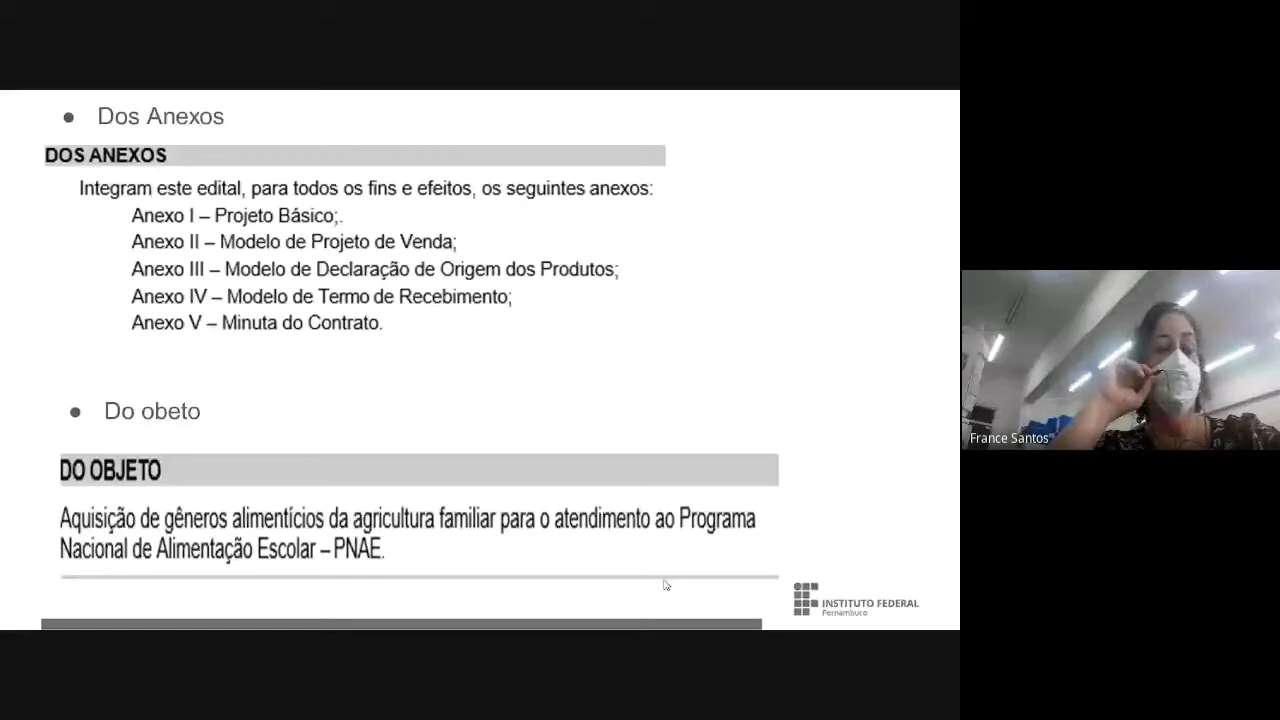 ● Dos Anexos
DOS ANEXOS
Integram este edital, para todos os fins e efeitos, os seguintes anexos:
Anexo I – Projeto Básico;.
Anexo II – Modelo de Projeto de Venda;
Anexo III – Modelo de Declaração de Origem dos Produtos;
Anexo IV – Modelo de Termo de Recebimento;
Anexo V – Minuta do Contrato.
● Do obeto
DO OBJETO
Aquisição de gêneros alimentícios da agricultura familiar para o atendimento ao Programa
Nacional de Alimentação Escolar – PNAE.
INSTITUTO FEDERAL
Pernambuco
France Santos